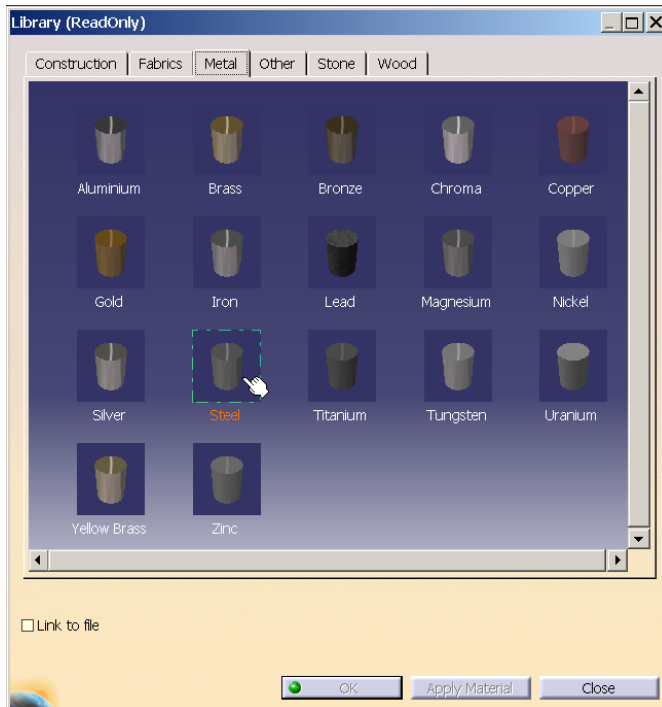 Library (ReadOnly)
Construction Fabrics Metal Other Stone Wood
Aluminium Brass Bronze Chroma Copper
Gold Iron Lead Magnesium Nickel
Silver Steel Titanium Tungsten Uranium
Yellow Brass Zinc
Link to file
OK Apply Material Close